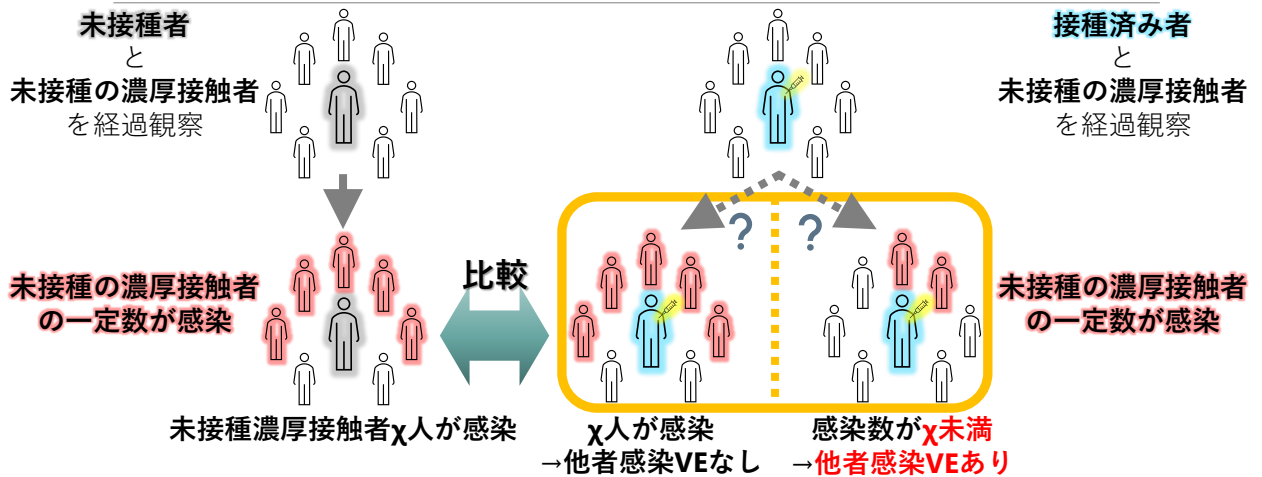 未接種者
と
未接種の濃厚接触者
を経過観察
接種済み者
と
未接種の濃厚接触者
を経過観察
?
?
未接種の濃厚接触者
の一定数が感染
比較
未接種の濃厚接触者
の一定数が感染
未接種濃厚接触者χ人が感染
χ人が感染
→他者感染VEなし
感染数がχ未満
→他者感染VEあり